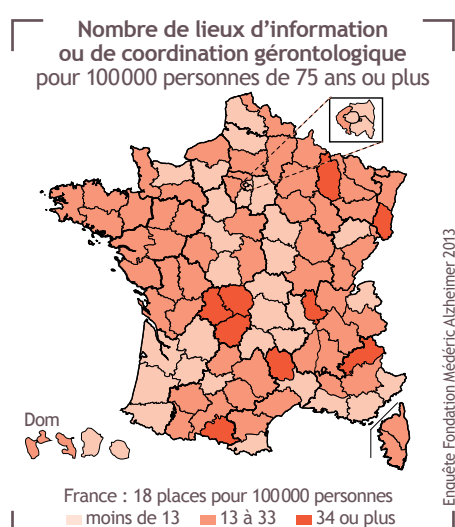 Nombre de lieux d’information
ou de coordination gérontologique
pour 100000 personnes de 75 ans ou plus
Dom
France : 18 places pour 100000 personnes
moins de 13 13 à 33 34 ou plus
Enquête Fondation Médéric Alzheimer 2013